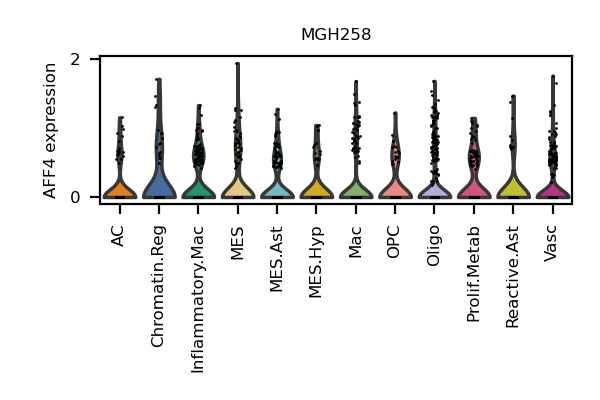 MGH258
AFF4 expression
2
0
AC
Chromatin.Reg
Inflammatory.Mac
MES
MES.Ast
MES.Hyp
Mac
OPC
Oligo
Prolif.Metab
Reactive.Ast
Vasc